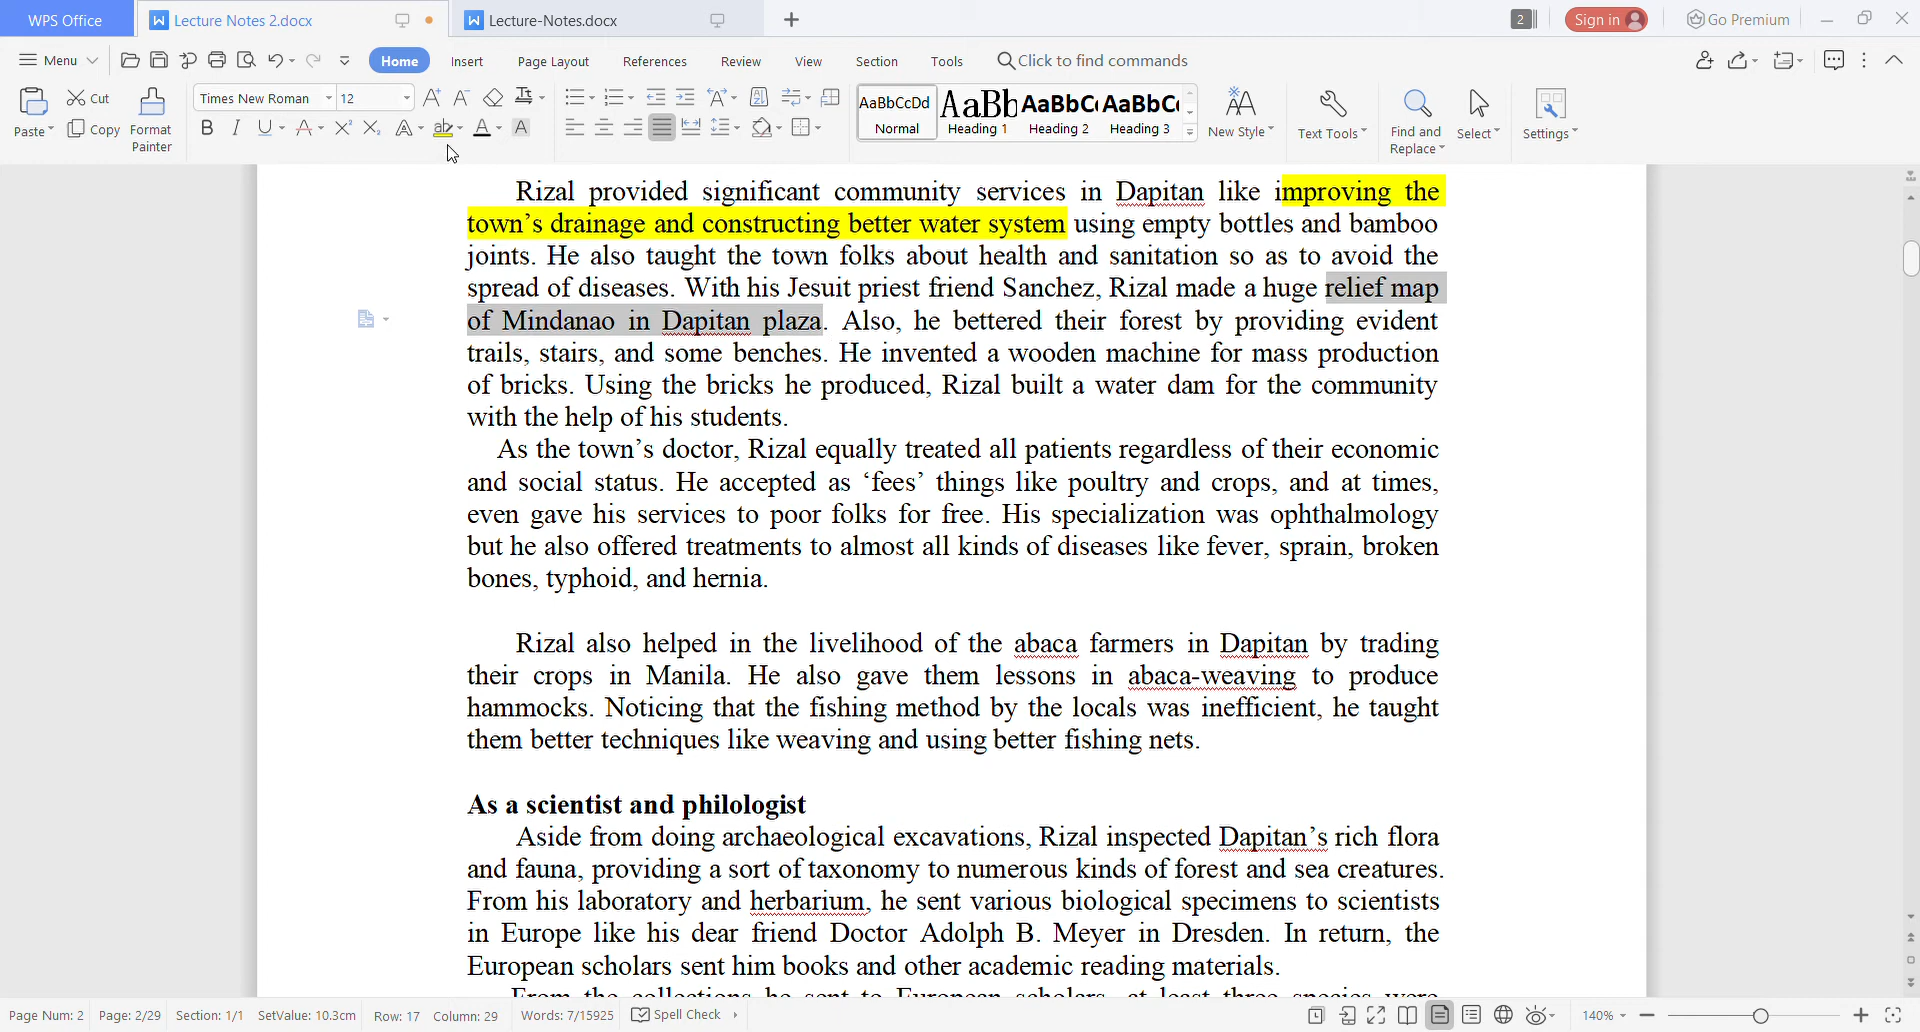 WPS Office
Lecture Notes 2.docx
Lecture-Notes.docx
2
Sign in
Go Premium
Menu
Home
Insert
Page Layout
References
Review
View
Section
Tools
Click to find commands
Paste
Cut
Copy
Format
Painter
Times New Roman
12
AaBbCcDd
Normal
AaBb
Heading 1
AaBbC
Heading 2
AaBbC
Heading 3
New Style
Text Tools
Find and
Replace
Select
Settings
Rizal provided significant community services in Dapitan like improving the
town’s drainage and constructing better water system using empty bottles and bamboo
joints. He also taught the town folks about health and sanitation so as to avoid the
spread of diseases. With his Jesuit priest friend Sanchez, Rizal made a huge relief map
of Mindanao in Dapitan plaza. Also, he bettered their forest by providing evident
trails, stairs, and some benches. He invented a wooden machine for mass production
of bricks. Using the bricks he produced, Rizal built a water dam for the community
with the help of his students.
As the town’s doctor, Rizal equally treated all patients regardless of their economic
and social status. He accepted as ‘fees’ things like poultry and crops, and at times,
even gave his services to poor folks for free. His specialization was ophthalmology
but he also offered treatments to almost all kinds of diseases like fever, sprain, broken
bones, typhoid, and hernia.
Rizal also helped in the livelihood of the abaca farmers in Dapitan by trading
their crops in Manila. He also gave them lessons in abaca-weaving to produce
hammocks. Noticing that the fishing method by the locals was inefficient, he taught
them better techniques like weaving and using better fishing nets.
As a scientist and philologist
Aside from doing archaeological excavations, Rizal inspected Dapitan’s rich flora
and fauna, providing a sort of taxonomy to numerous kinds of forest and sea creatures.
From his laboratory and herbarium, he sent various biological specimens to scientists
in Europe like his dear friend Doctor Adolph B. Meyer in Dresden. In return, the
European scholars sent him books and other academic reading materials.
From the collections he sent to European scholars, at least three species were
Page Num: 2
Page: 2/29
Section: 1/1
SetValue: 10.3cm
Row: 17
Column: 29
Words: 7/15925
Spell Check
140%